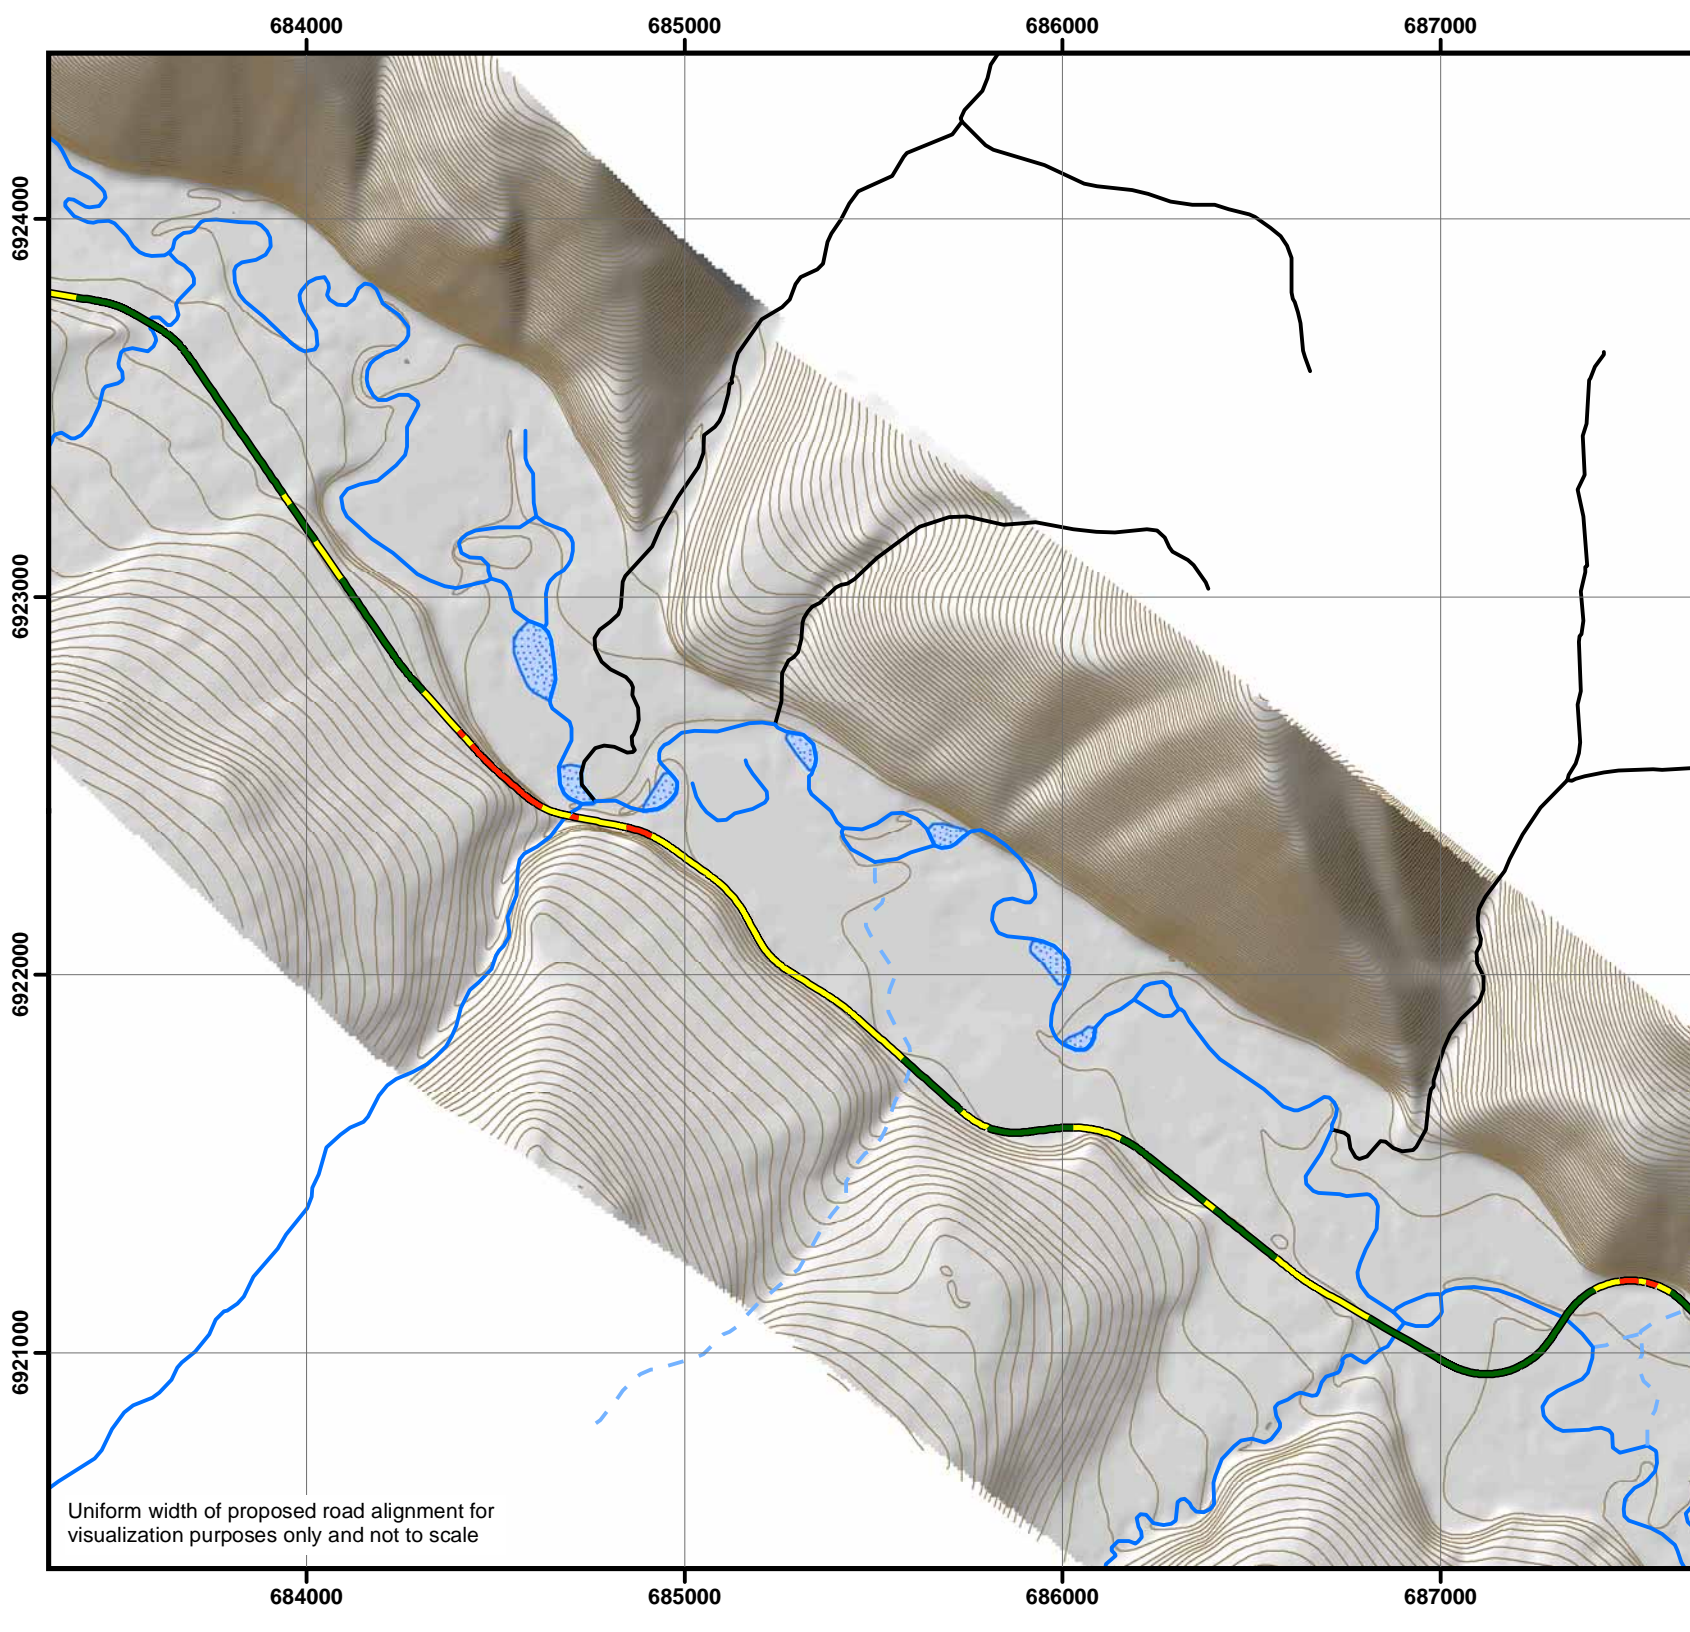 684000 685000 686000 687000
6924000
6923000
6922000
6921000
Uniform width of proposed road alignment for
visualization purposes only and not to scale
684000 685000 686000 687000